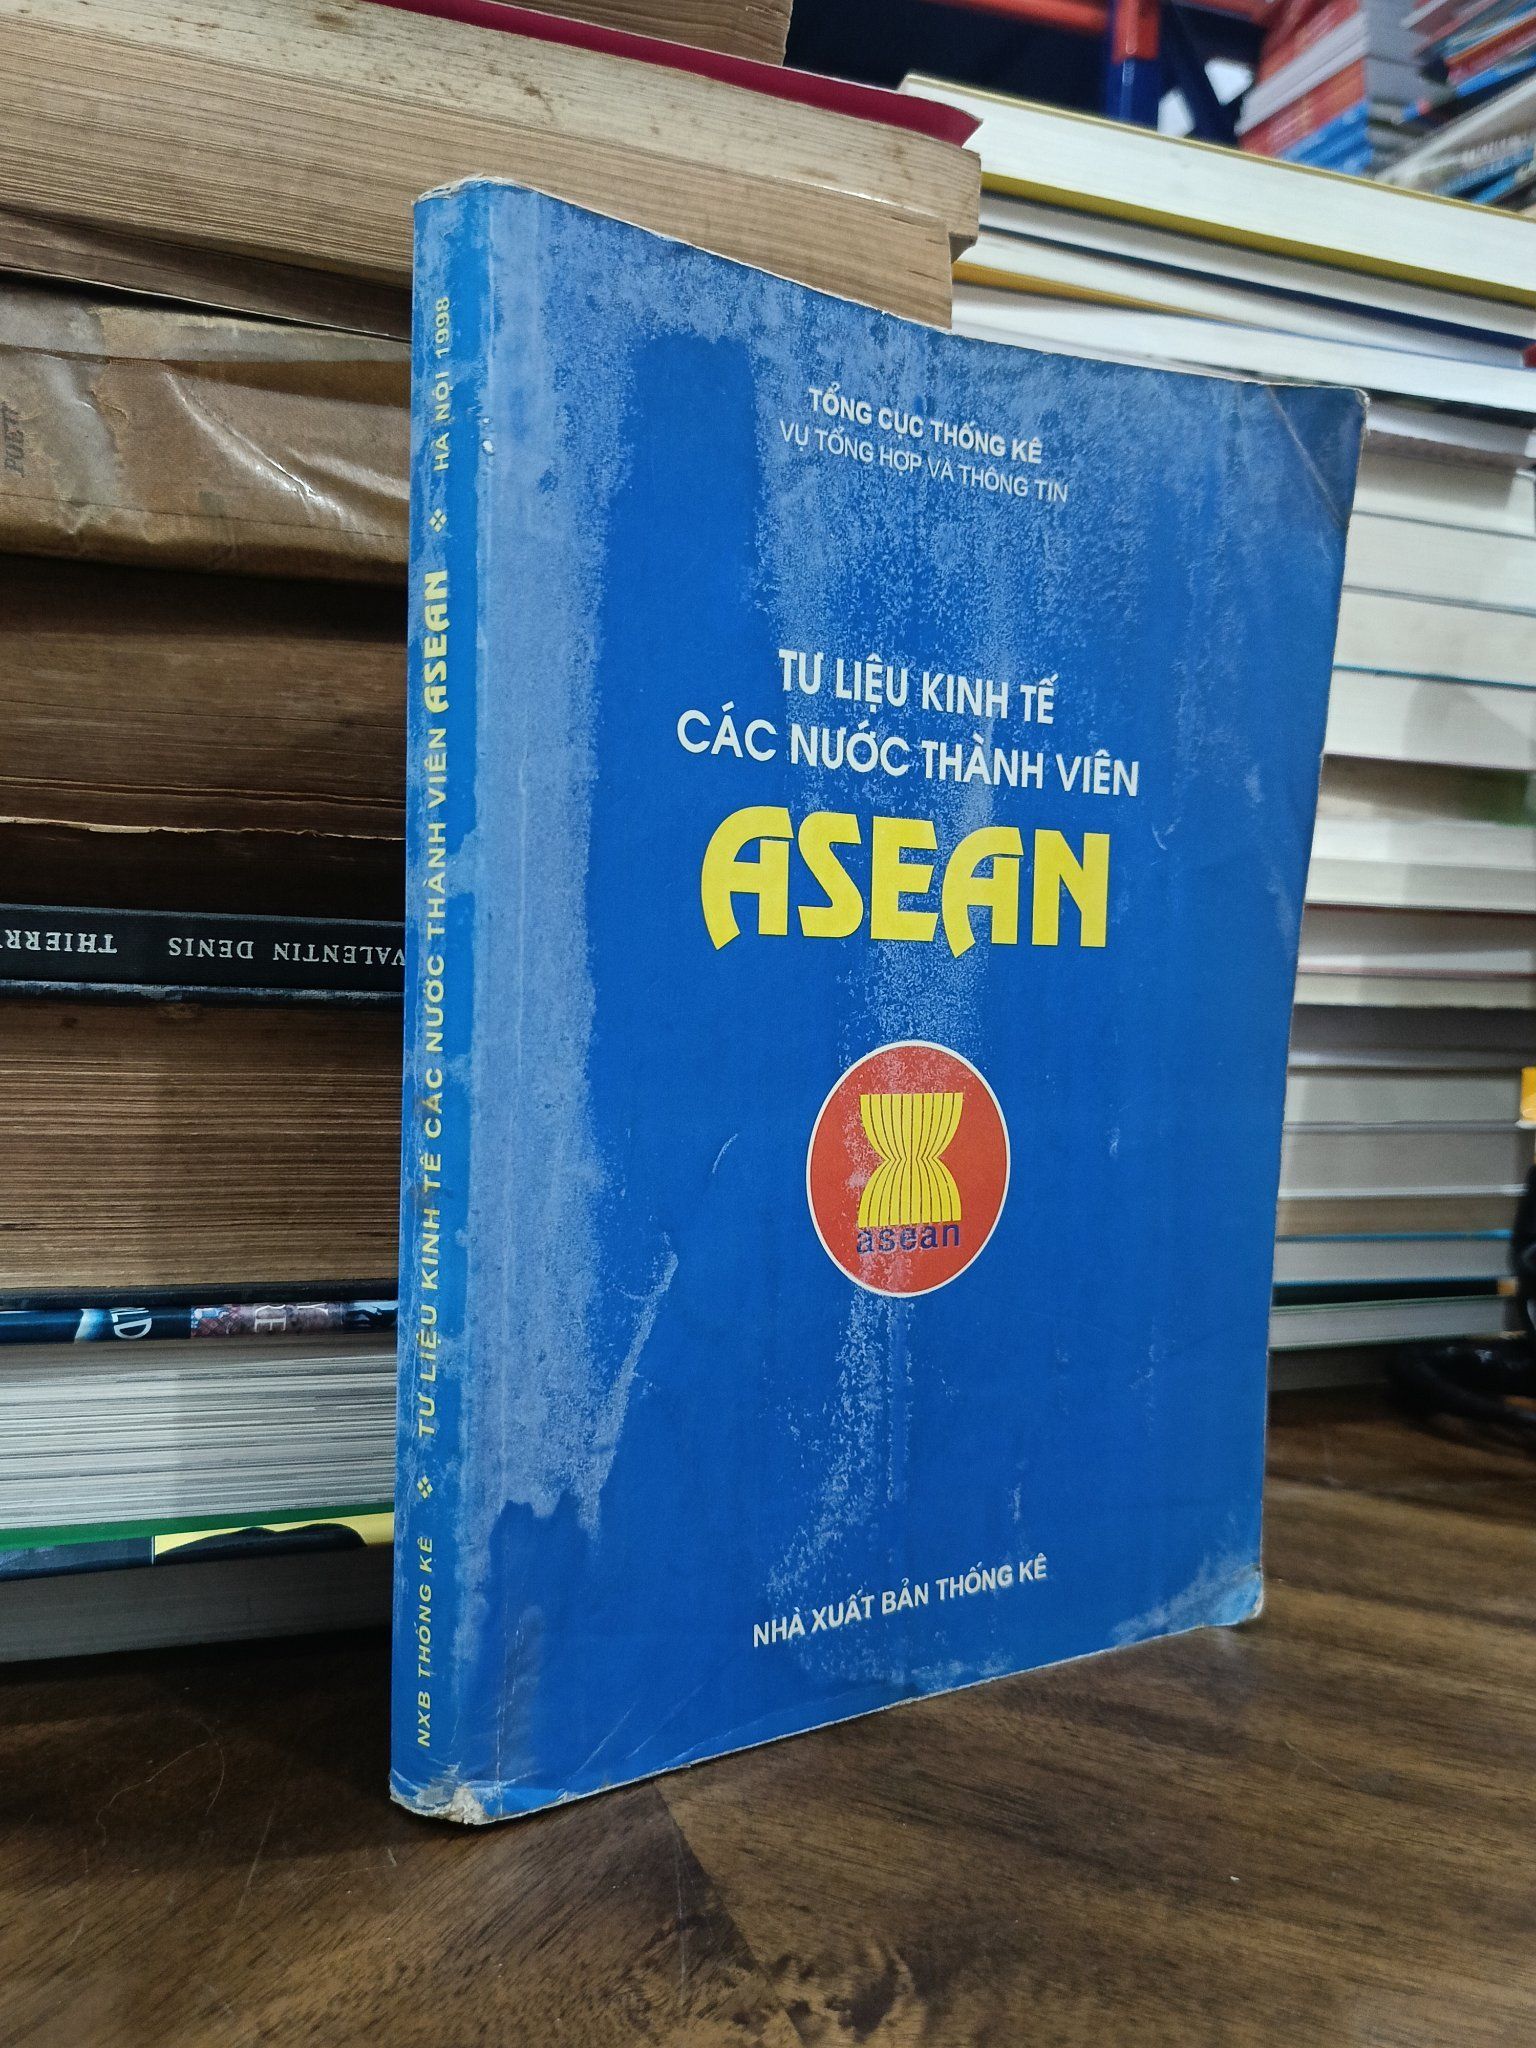 TỔNG CỤC THỐNG KÊ
VỤ TỔNG HỢP VÀ THÔNG TIN
TƯ LIỆU KINH TẾ
CÁC NƯỚC THÀNH VIÊN
ASEAN
asean
NHÀ XUẤT BẢN THỐNG KÊ
NXB THỐNG KÊ ❖ TƯ LIỆU KINH TẾ CÁC NƯỚC THÀNH VIÊN ASEAN ❖ HÀ NỘI 1998
VALENTIN DENIS THIERRY